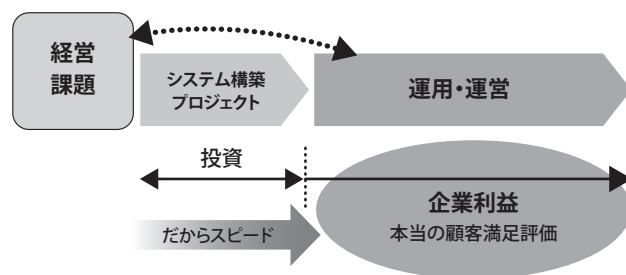 経営
課題
システム構築
プロジェクト
運用・運営
投資
企業利益
本当の顧客満足評価
だからスピード